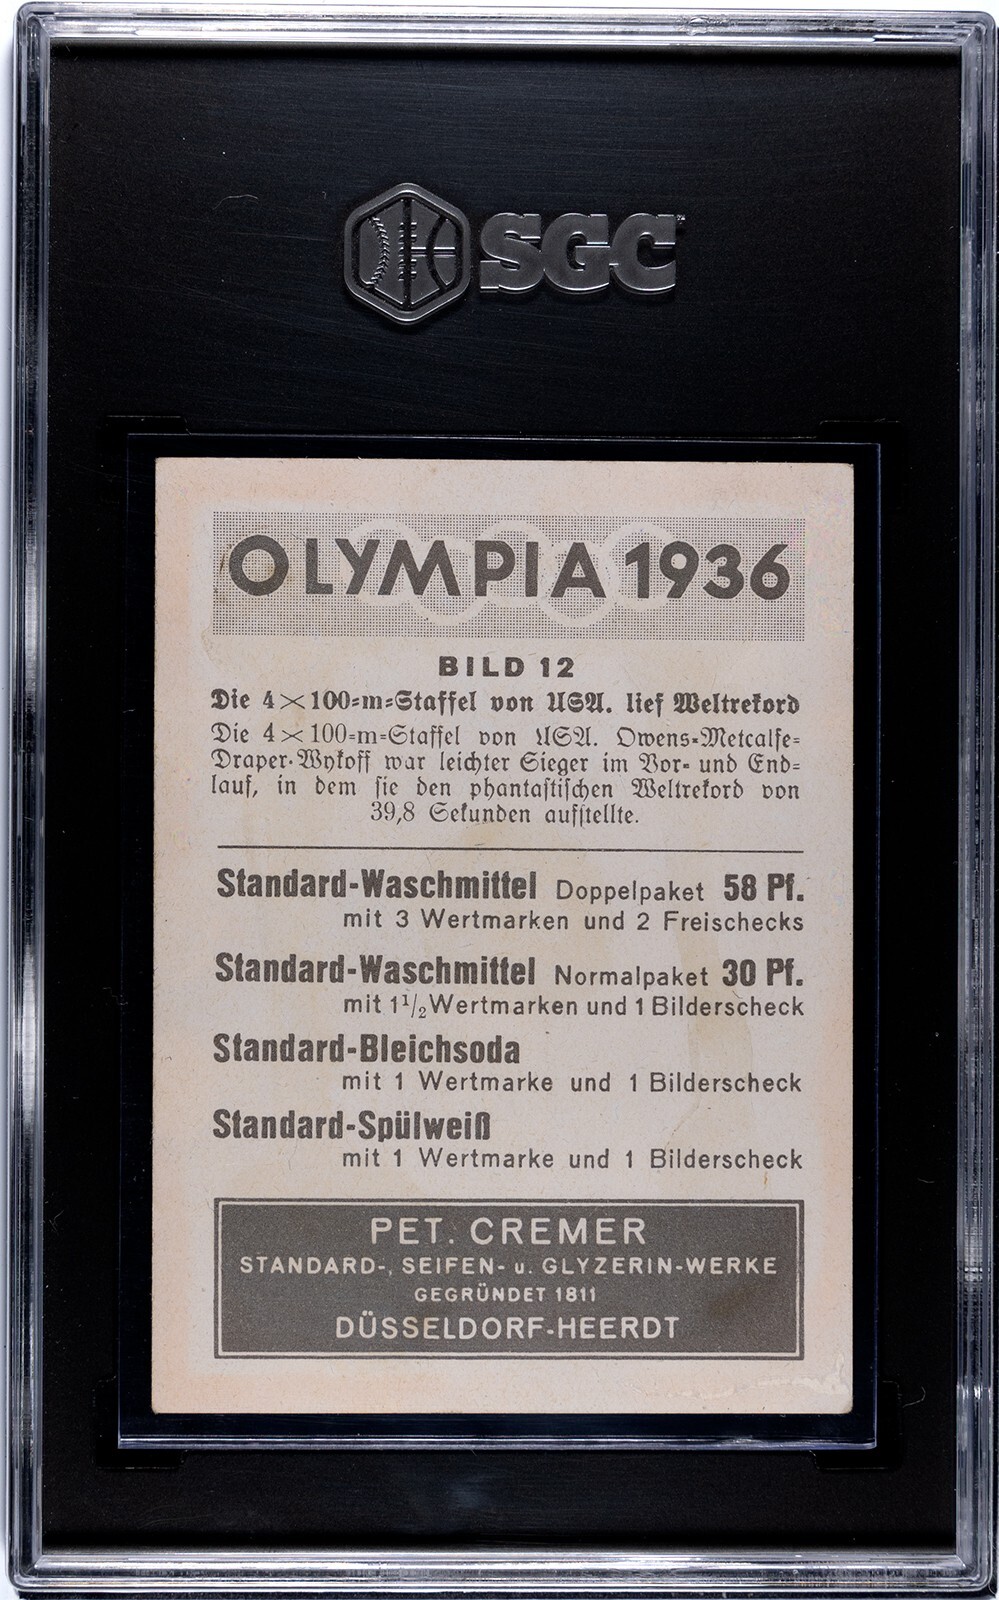 SGC
OLYMPIA 1936
BILD 12
Die 4×100=m=Staffel von USA. lief Weltrekord
Die 4×100=m=Staffel von USA. Owens=Metcalfe=
Draper-Wykoff war leichter Sieger im Vor= und End=
lauf, in dem sie den phantastischen Weltrekord von
39,8 Sekunden aufstellte.
Standard-Waschmittel Doppelpaket 58 Pf.
mit 3 Wertmarken und 2 Freischecks
Standard-Waschmittel Normalpaket 30 Pf.
mit 1 1/2 Wertmarken und 1 Bilderscheck
Standard-Bleichsoda
mit 1 Wertmarke und 1 Bilderscheck
Standard-Spülweiß
mit 1 Wertmarke und 1 Bilderscheck
PET. CREMER
STANDARD-, SEIFEN- u. GLYZERIN-WERKE
GEGRÜNDET 1811
DÜSSELDORF-HEERDT